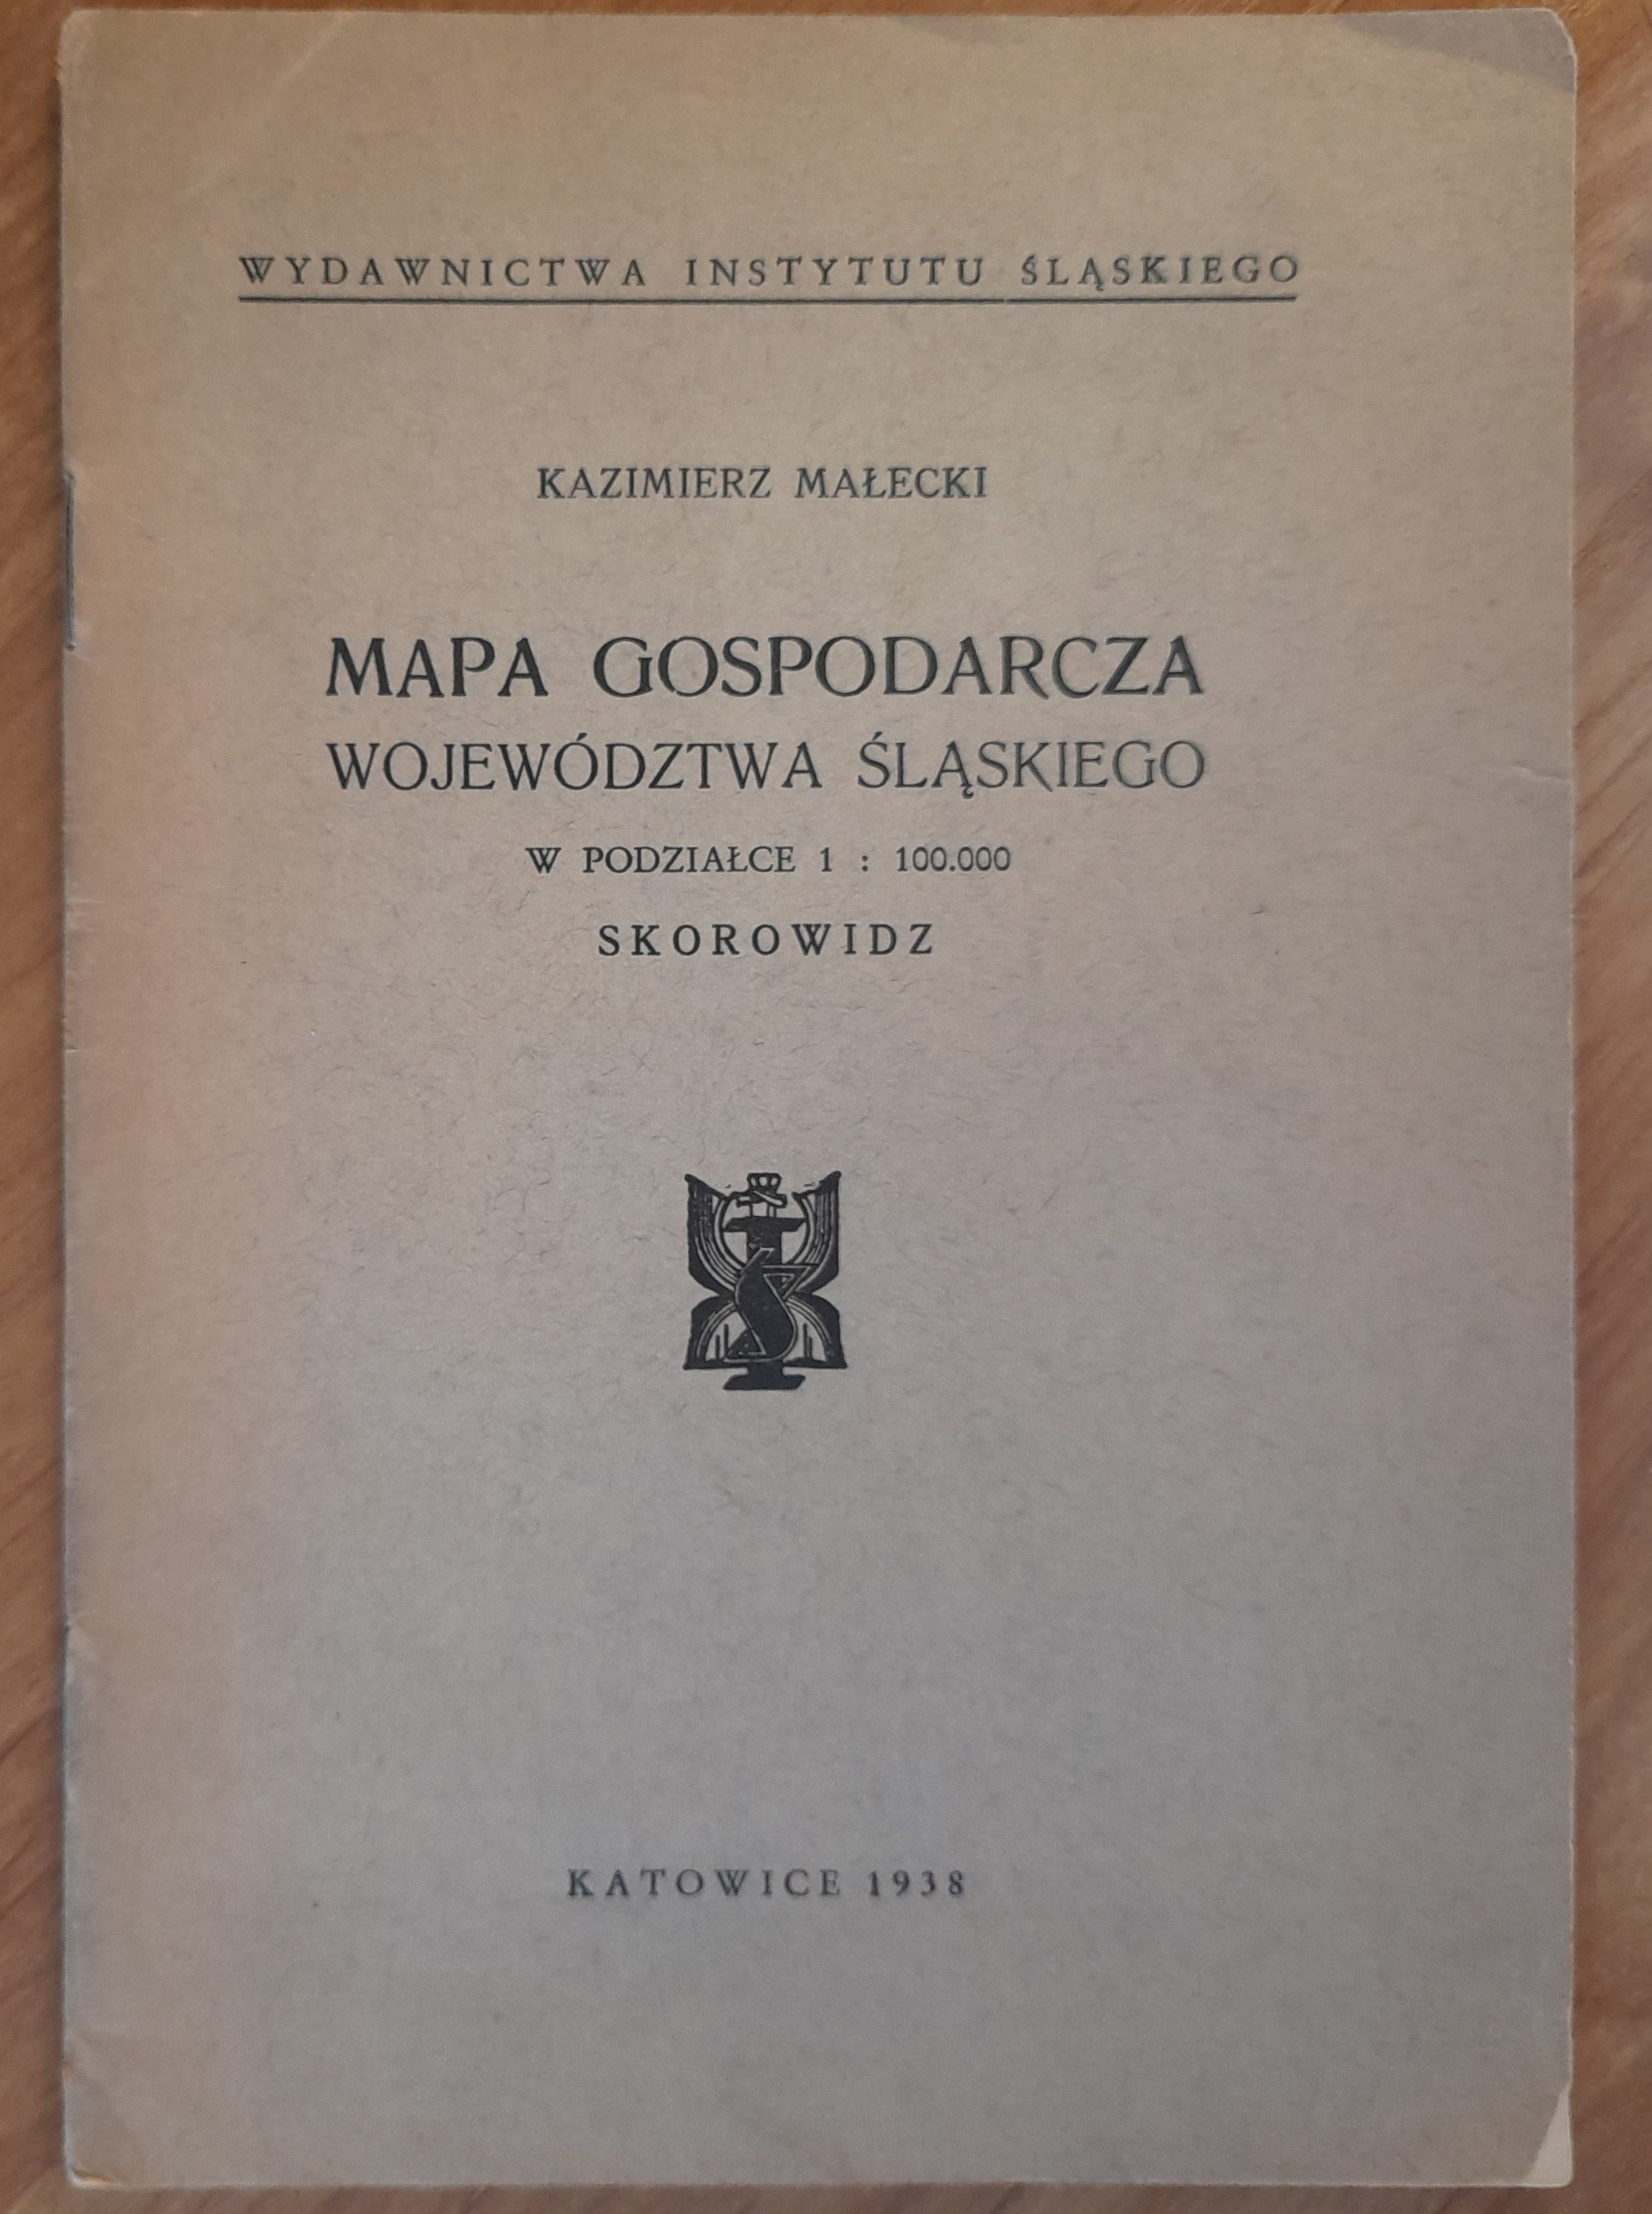 WYDAWNICTWA INSTYTUTU ŚLĄSKIEGO
KAZIMIERZ MAŁECKI
MAPA GOSPODARCZA
WOJEWÓDZTWA ŚLĄSKIEGO
W PODZIAŁCE 1 : 100.000
SKOROWIDZ
KATOWICE 1938